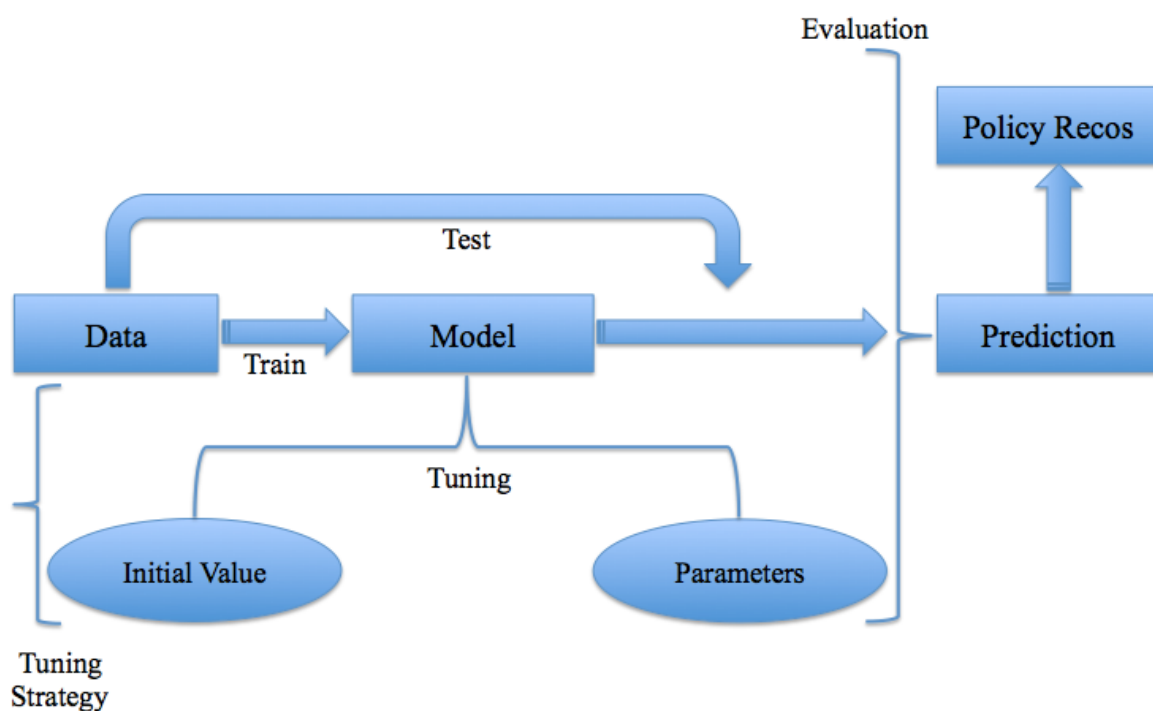 Evaluation
Policy Recos
Test
Data
Model
Prediction
Train
Tuning
Initial Value
Parameters
Tuning
Strategy